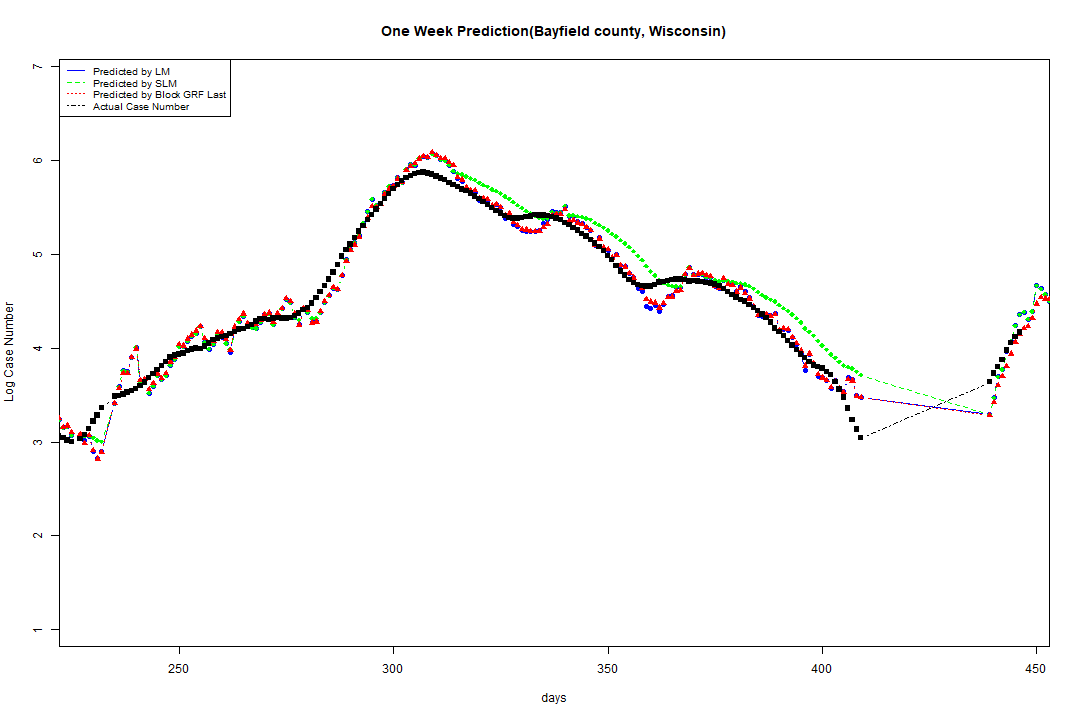 One Week Prediction(Bayfield county, Wisconsin)
Predicted by LM
Predicted by SLM
Predicted by Block GRF Last
Actual Case Number
7
6
5
4
3
2
1
Log Case Number
250 300 350 400 450
days